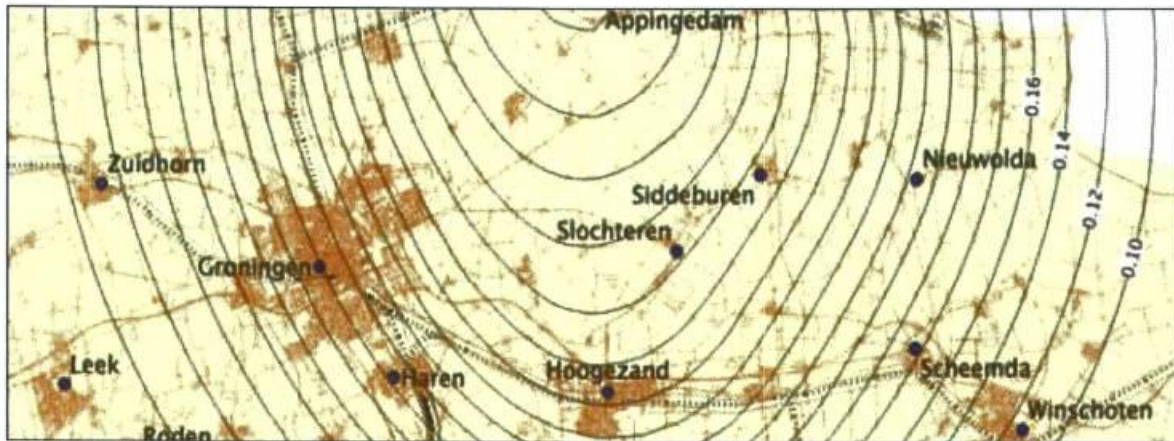 Appingedam
0.16
Zuidhorn
Nieuwolda
0.14
Siddeburen
0.12
Slochteren
0.10
Groningen
Leek
Haren
Hoogezand
Scheemda
Winschoten
Roden